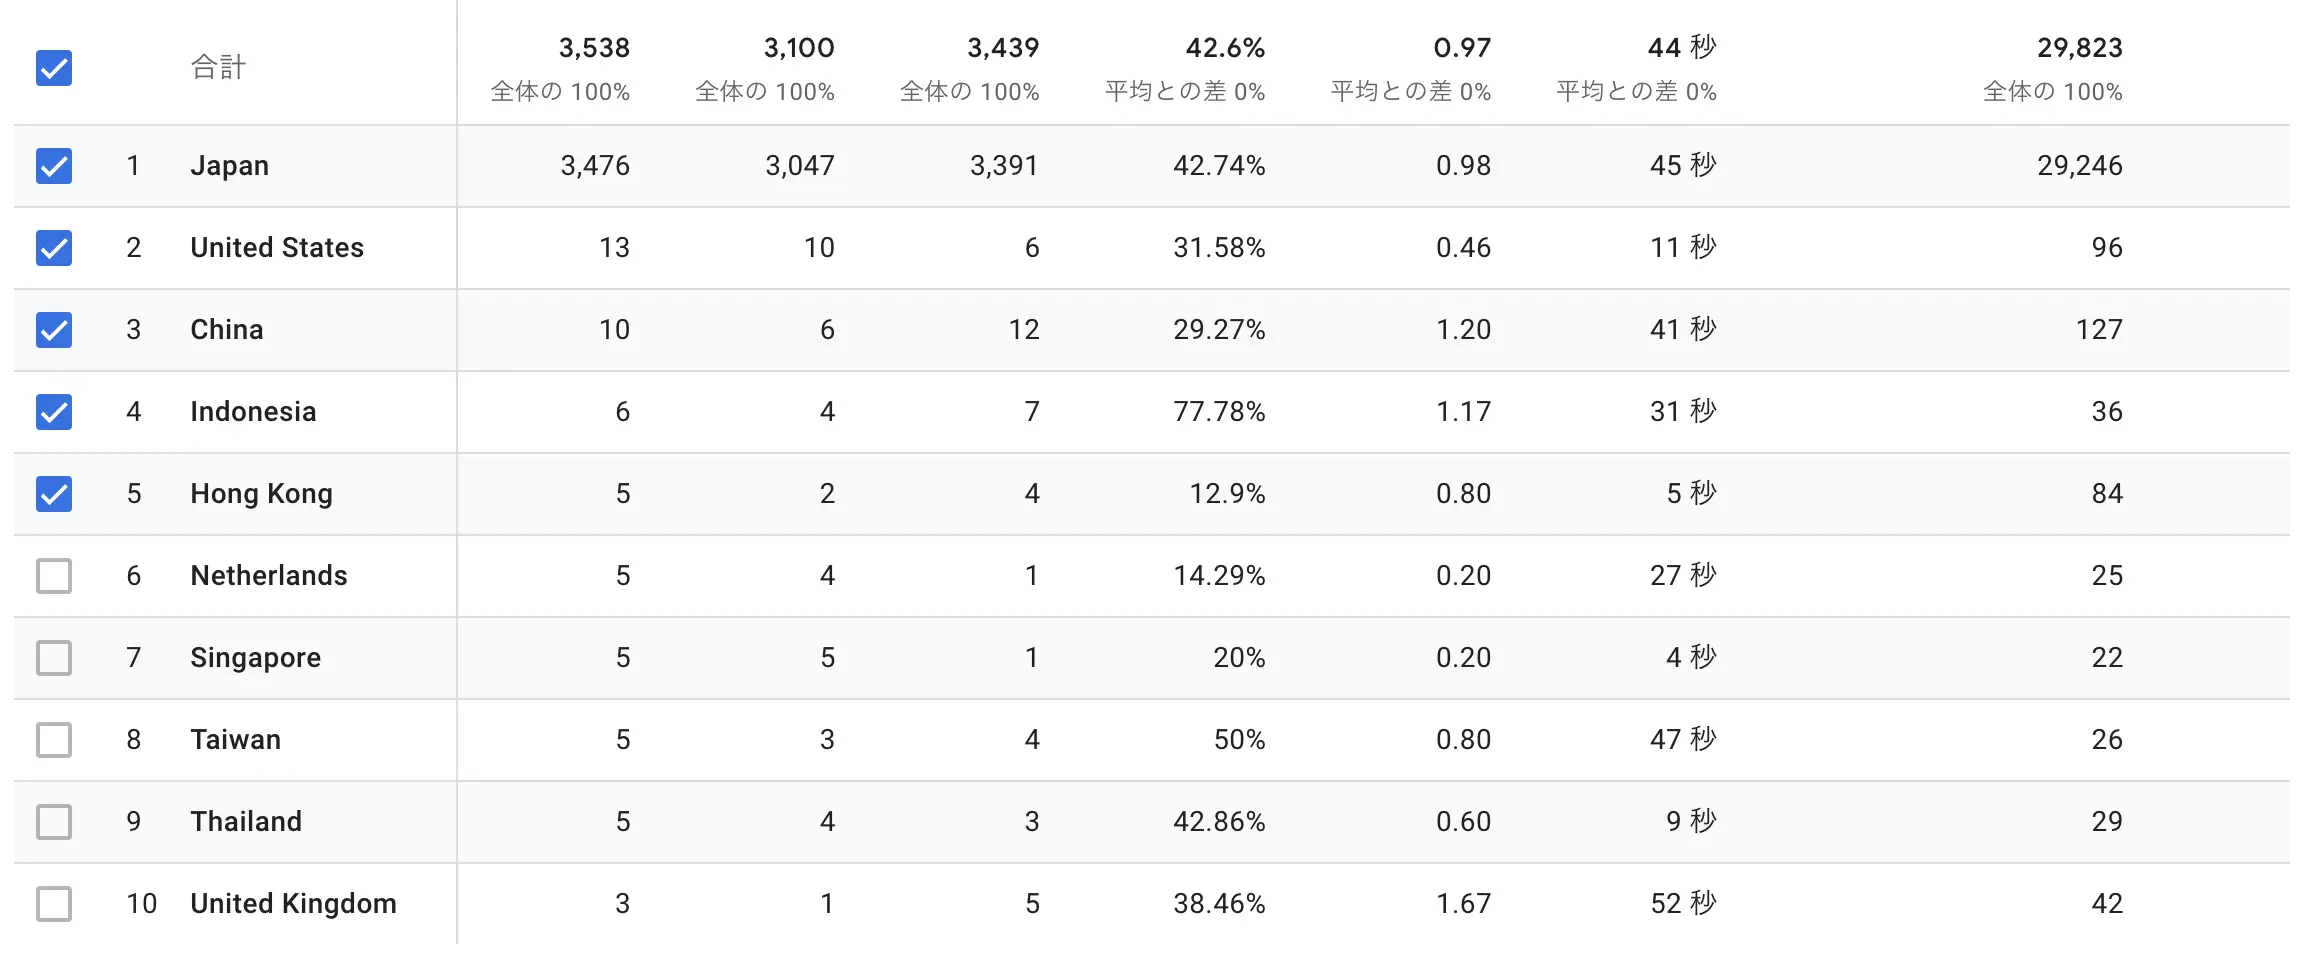 合計 3,538 3,100 3,439 42.6% 0.97 44 秒 29,823
全体の 100% 全体の 100% 全体の 100% 平均との差 0% 平均との差 0% 平均との差 0% 全体の 100%
1 Japan 3,476 3,047 3,391 42.74% 0.98 45 秒 29,246
2 United States 13 10 6 31.58% 0.46 11 秒 96
3 China 10 6 12 29.27% 1.20 41 秒 127
4 Indonesia 6 4 7 77.78% 1.17 31 秒 36
5 Hong Kong 5 2 4 12.9% 0.80 5 秒 84
6 Netherlands 5 4 1 14.29% 0.20 27 秒 25
7 Singapore 5 5 1 20% 0.20 4 秒 22
8 Taiwan 5 3 4 50% 0.80 47 秒 26
9 Thailand 5 4 3 42.86% 0.60 9 秒 29
10 United Kingdom 3 1 5 38.46% 1.67 52 秒 42